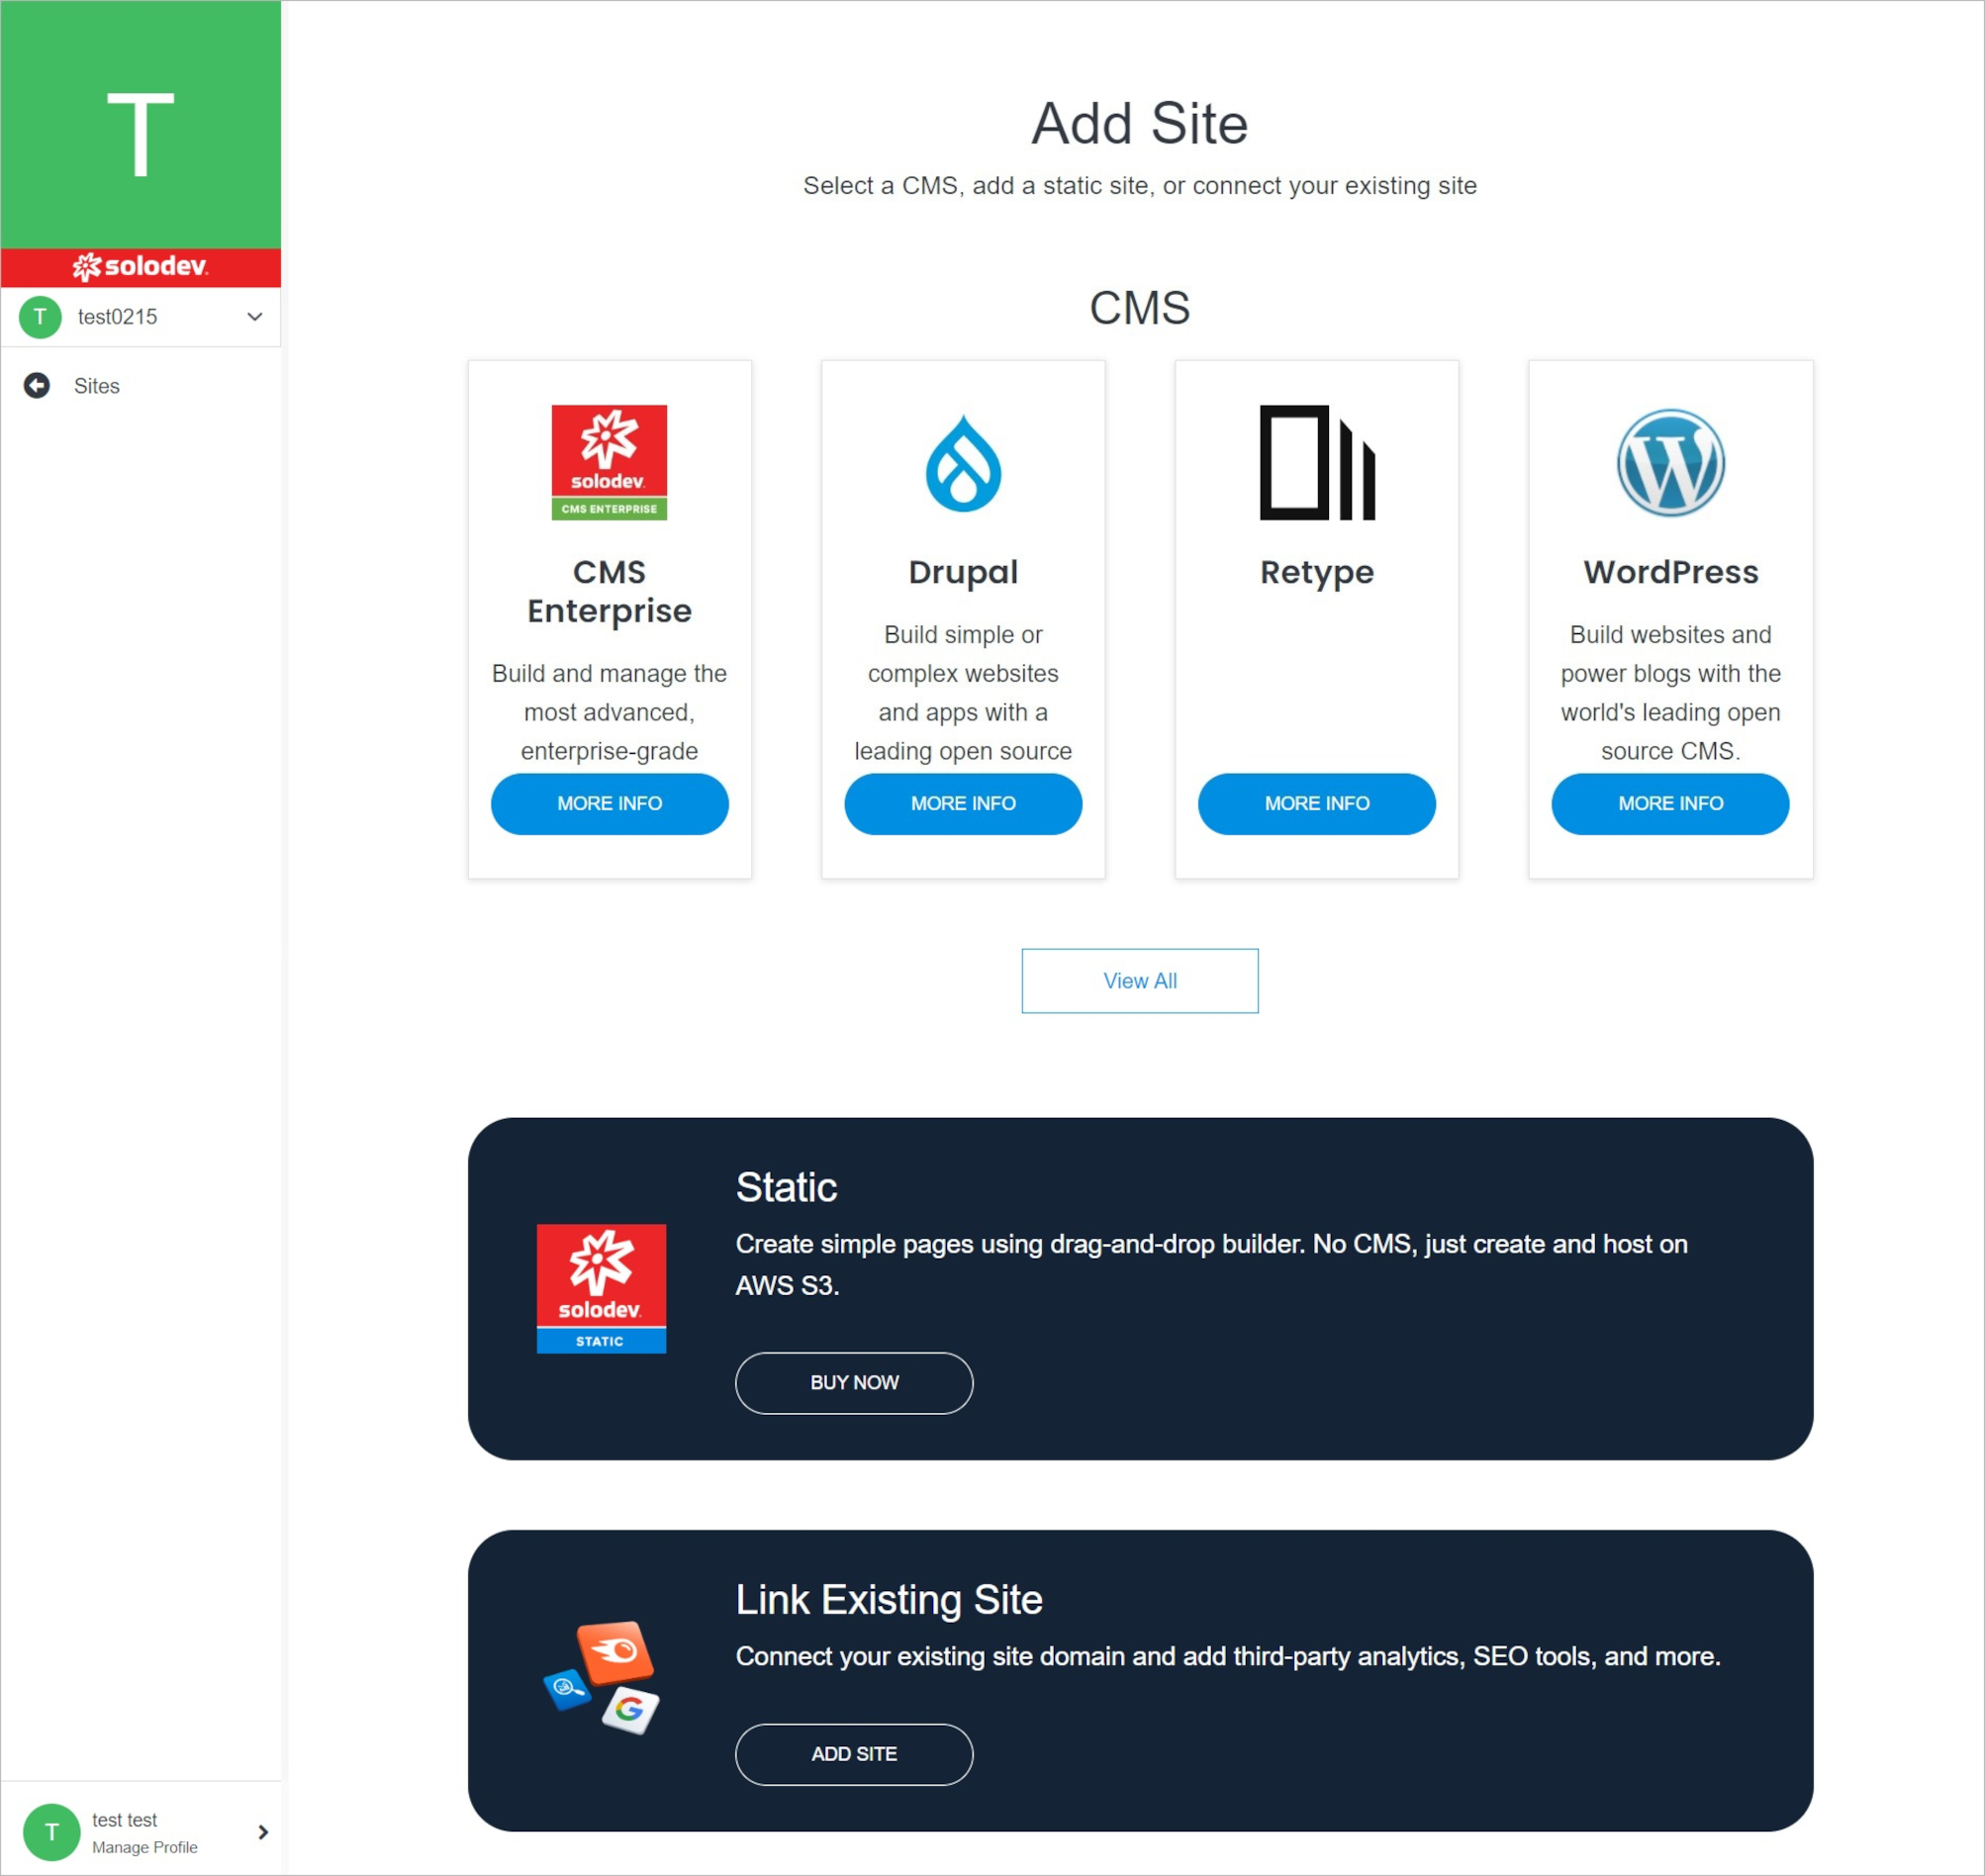 T
solodev
T test0215
Sites
Add Site
Select a CMS, add a static site, or connect your existing site
CMS
solodev
CMS ENTERPRISE
CMS
Enterprise
Build and manage the
most advanced,
enterprise-grade
MORE INFO
Drupal
Build simple or
complex websites
and apps with a
leading open source
MORE INFO
Retype
MORE INFO
W
WordPress
Build websites and
power blogs with the
world's leading open
source CMS.
MORE INFO
View All
solodev
STATIC
Static
Create simple pages using drag-and-drop builder. No CMS, just create and host on
AWS S3.
BUY NOW
G
Link Existing Site
Connect your existing site domain and add third-party analytics, SEO tools, and more.
ADD SITE
T
test test
Manage Profile